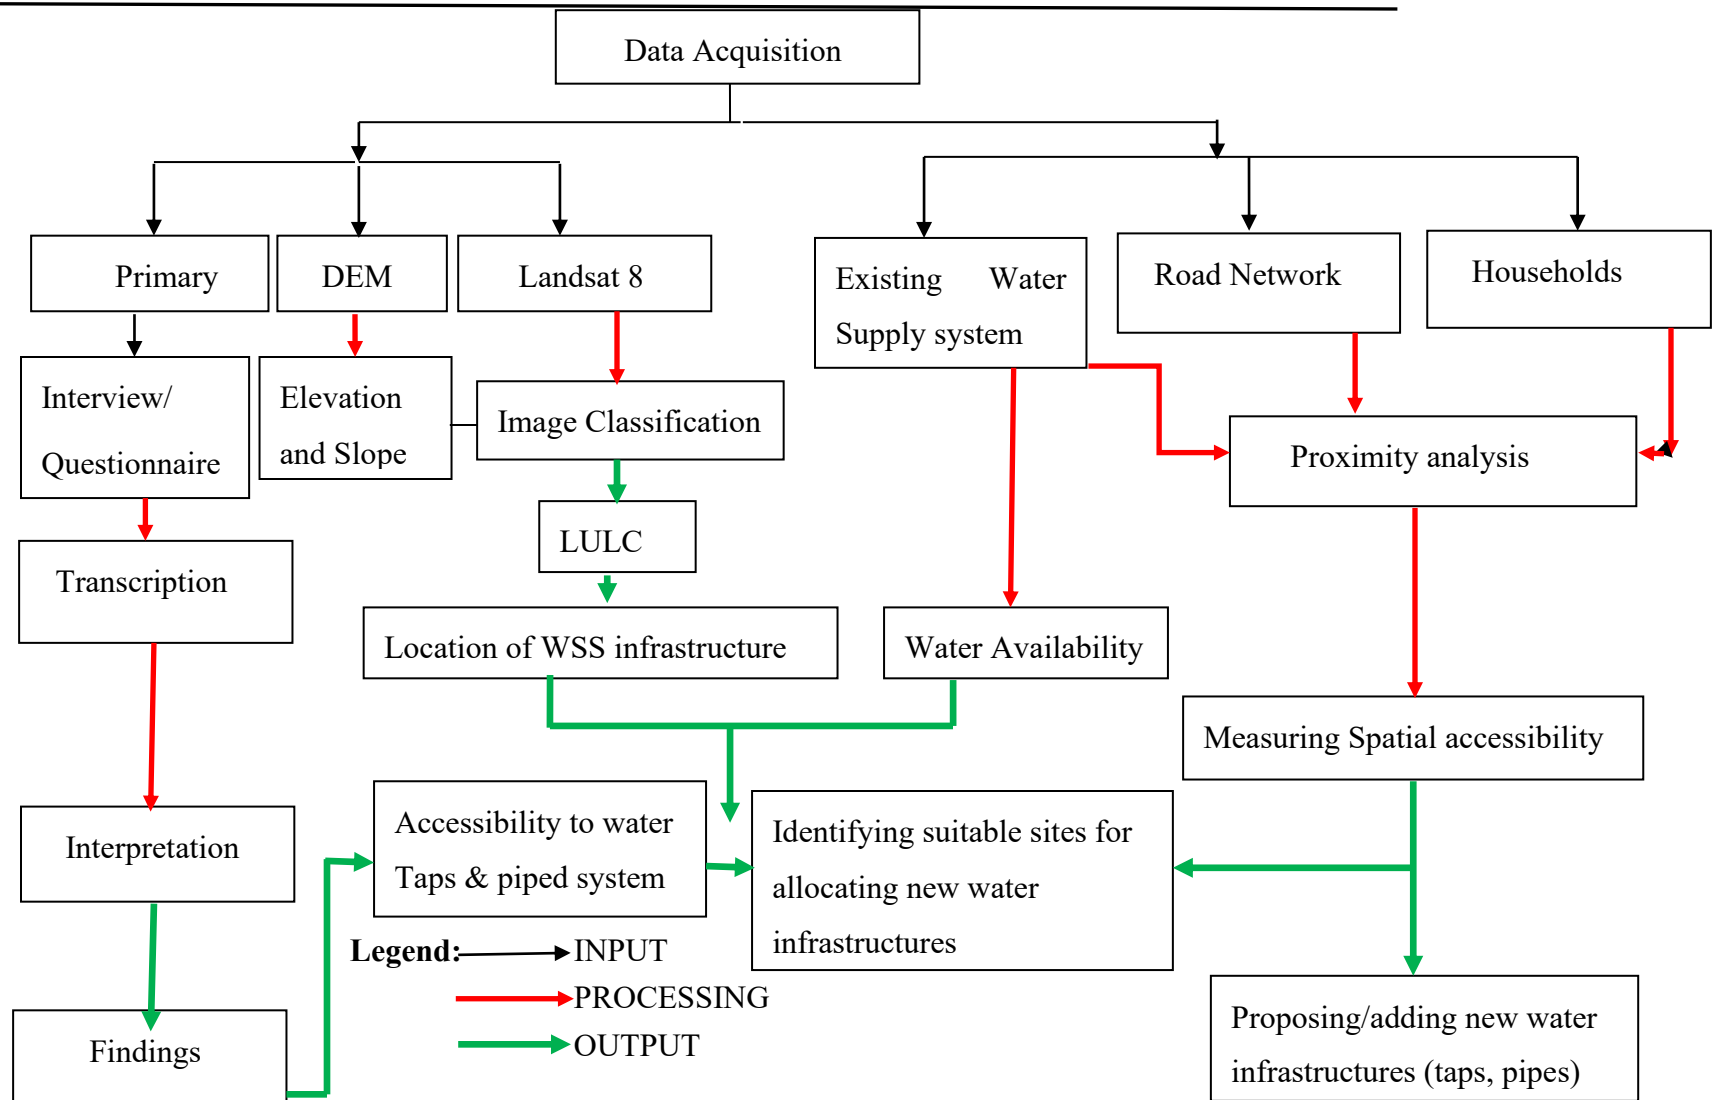 Data Acquisition
Primary
DEM
Landsat 8
Existing Water
Supply system
Road Network
Households
Interview/
Questionnaire
Elevation
and Slope
Image Classification
Proximity analysis
LULC
Transcription
Location of WSS infrastructure
Water Availability
Measuring Spatial accessibility
Interpretation
Accessibility to water
Taps & piped system
Identifying suitable sites for
allocating new water
infrastructures
Legend: INPUT
PROCESSING
OUTPUT
Findings
Proposing/adding new water
infrastructures (taps, pipes)